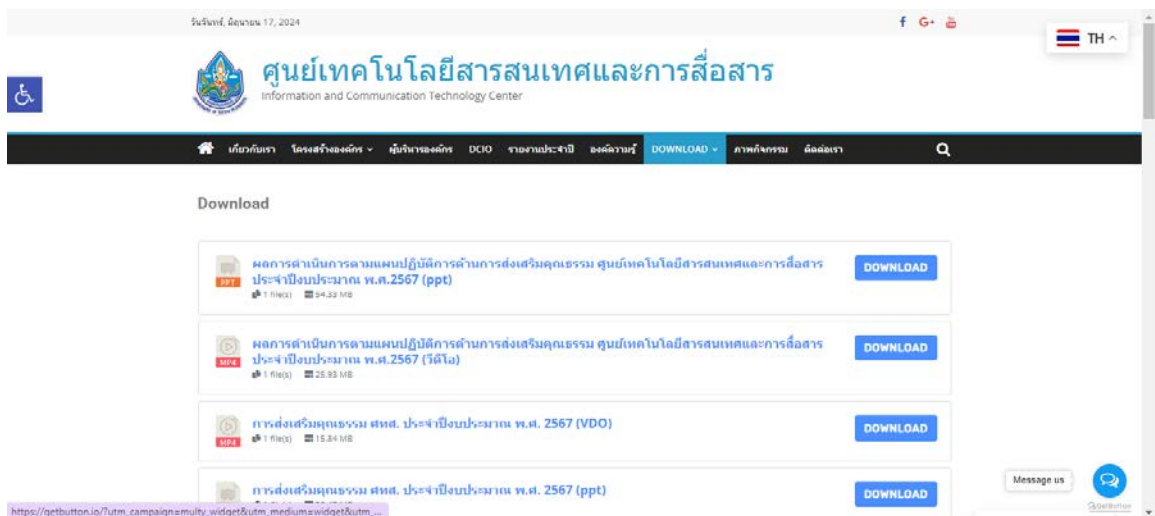 วันจันทร์, มิถุนายน 17, 2024
TH
ศูนย์เทคโนโลยีสารสนเทศและการสื่อสาร
Information and Communication Technology Center
เกี่ยวกับเรา โครงสร้างองค์กร ผู้บริหารองค์กร DCIO รายงานประจำปี องค์ความรู้ DOWNLOAD ภาพกิจกรรม ติดต่อเรา
Download
ผลการดำเนินการตามแผนปฏิบัติการด้านการส่งเสริมคุณธรรม ศูนย์เทคโนโลยีสารสนเทศและการสื่อสาร
ประจำปีงบประมาณ พ.ศ.2567 (ppt)
PPT
1 file(s) 54.33 MB
DOWNLOAD
ผลการดำเนินการตามแผนปฏิบัติการด้านการส่งเสริมคุณธรรม ศูนย์เทคโนโลยีสารสนเทศและการสื่อสาร
ประจำปีงบประมาณ พ.ศ.2567 (วีดีโอ)
MP4
1 file(s) 25.93 MB
DOWNLOAD
การส่งเสริมคุณธรรม ศทส. ประจำปีงบประมาณ พ.ศ. 2567 (VDO)
MP4
1 file(s) 15.84 MB
DOWNLOAD
การส่งเสริมคุณธรรม ศทส. ประจำปีงบประมาณ พ.ศ. 2567 (ppt)
DOWNLOAD
Message us
GetButton
https://getbutton.io/?utm_campaign=multy_widget&utm_medium=widget&utm_...